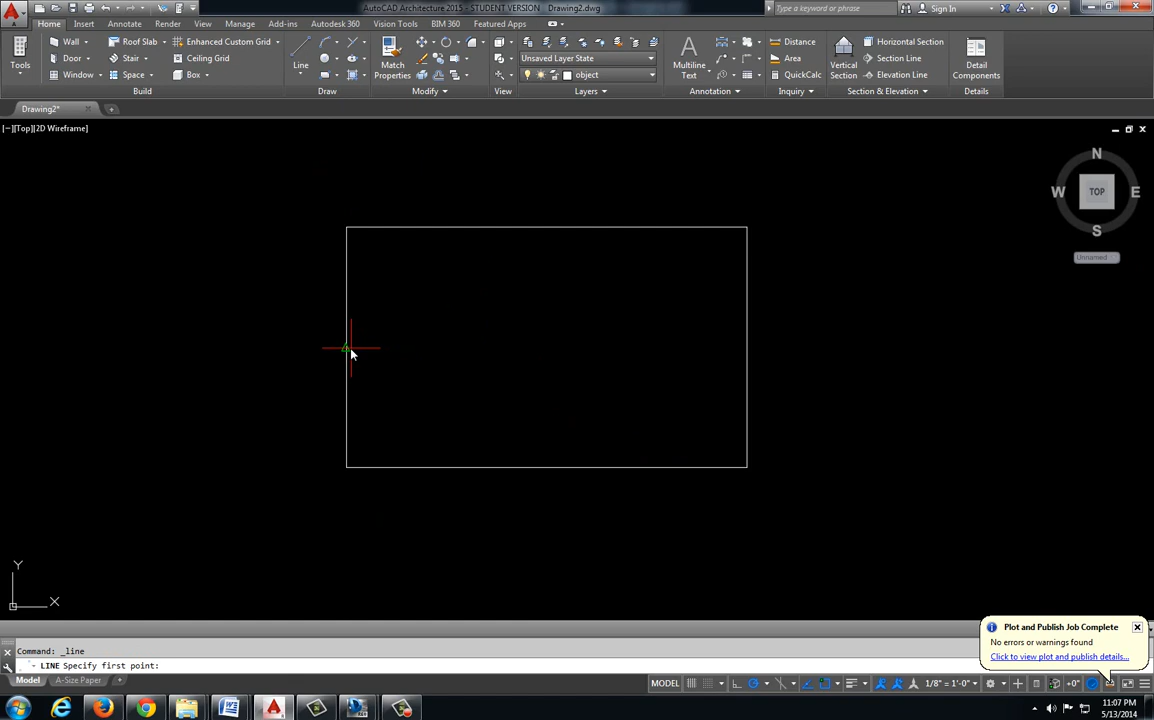 AutoCAD Architecture 2015 - STUDENT VERSION Drawing2.dwg
Type a keyword or phrase
Sign In
Home Insert Annotate Render View Manage Add-ins Autodesk 360 Vision Tools BIM 360 Featured Apps
Tools
Wall
Door
Window
Roof Slab
Stair
Space
Enhanced Custom Grid
Ceiling Grid
Box
Line
Match
Properties
Unsaved Layer State
object
Multiline
Text
Distance
Area
QuickCalc
Vertical
Section
Horizontal Section
Section Line
Elevation Line
Detail
Components
Build Draw Modify View Layers Annotation Inquiry Section & Elevation Details
Drawing2*
[−][Top][2D Wireframe]
N
W TOP E
S
Unnamed
Y
X
Plot and Publish Job Complete
No errors or warnings found
Click to view plot and publish details...
Command: _line
LINE Specify first point:
Model A-Size Paper
MODEL 1/8" = 1'-0" +0"
11:07 PM
5/13/2014